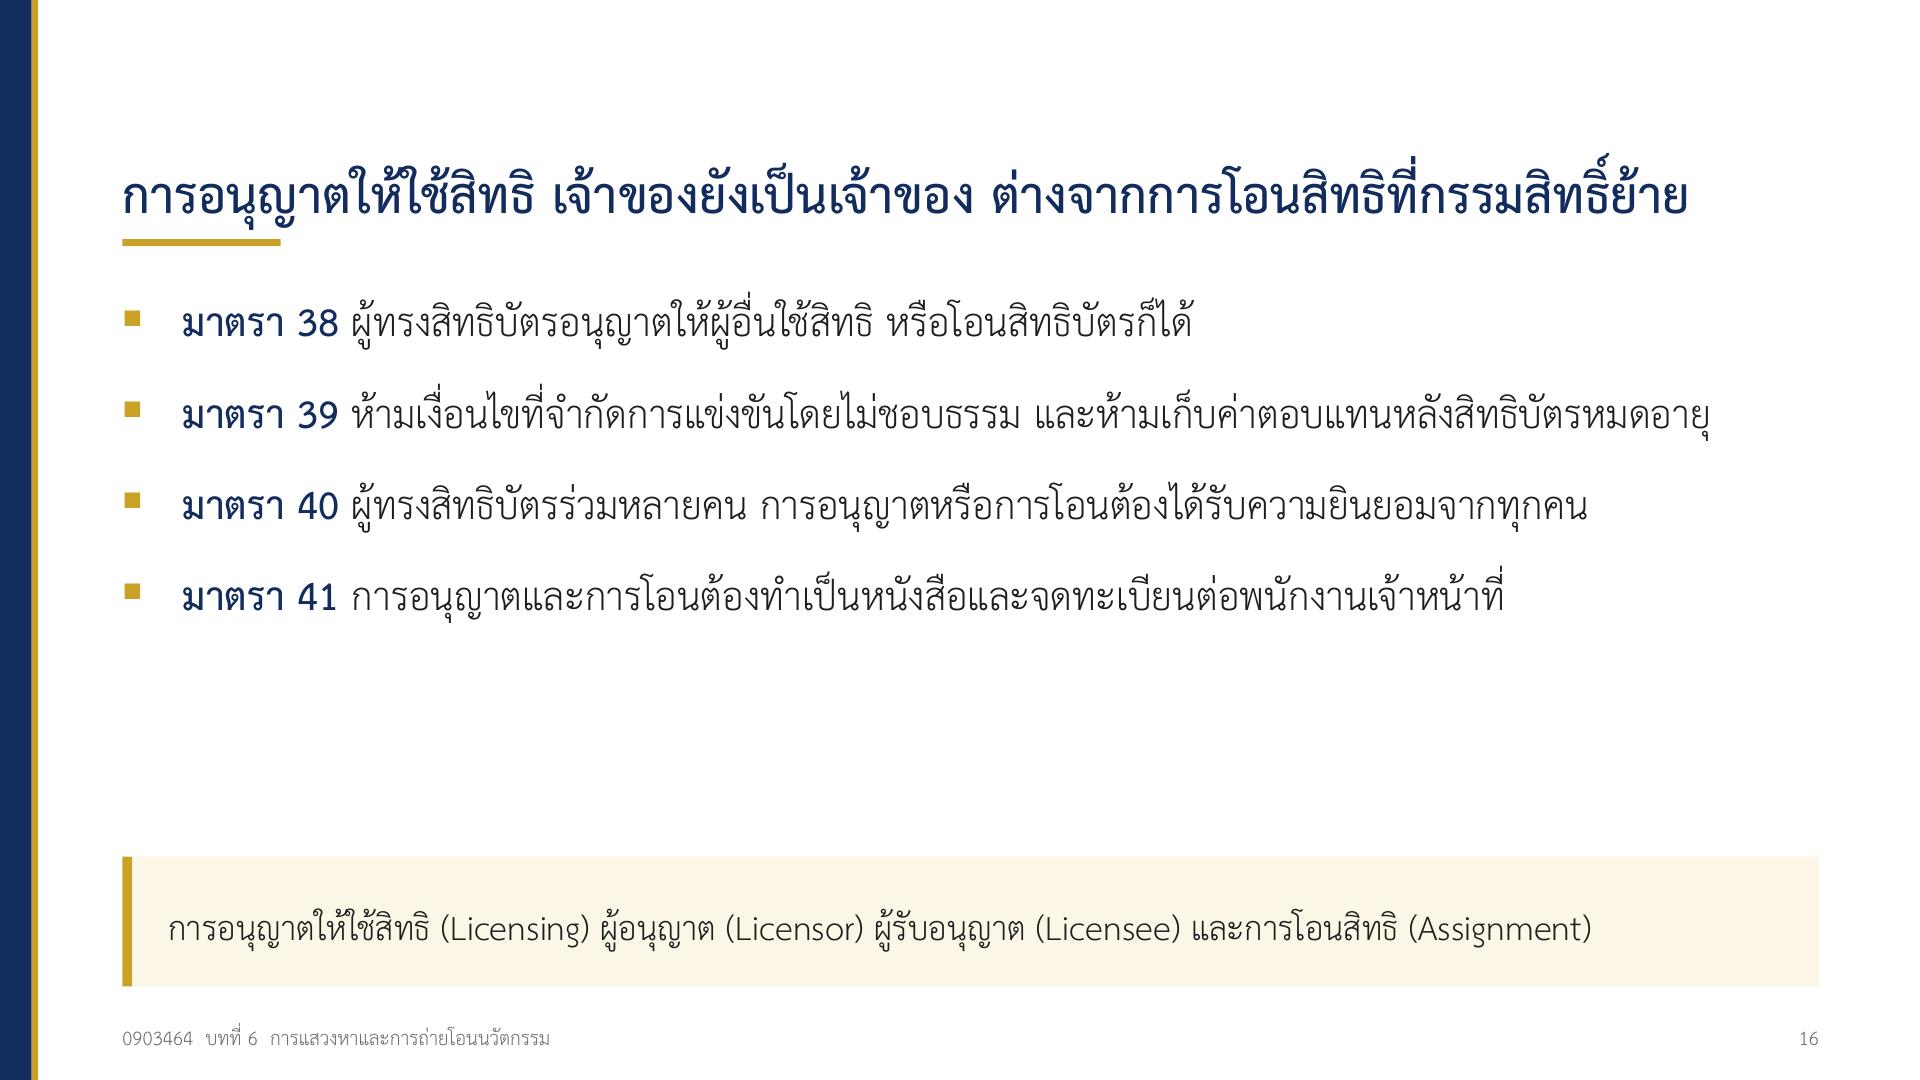 การอนุญาตให้ใช้สิทธิ เจ้าของยังเป็นเจ้าของ ต่างจากการโอนสิทธิที่กรรมสิทธิ์ย้าย
มาตรา 38 ผู้ทรงสิทธิบัตรอนุญาตให้ผู้อื่นใช้สิทธิ หรือโอนสิทธิบัตรก็ได้
มาตรา 39 ห้ามเงื่อนไขที่จำกัดการแข่งขันโดยไม่ชอบธรรม และห้ามเก็บค่าตอบแทนหลังสิทธิบัตรหมดอายุ
มาตรา 40 ผู้ทรงสิทธิบัตรร่วมหลายคน การอนุญาตหรือการโอนต้องได้รับความยินยอมจากทุกคน
มาตรา 41 การอนุญาตและการโอนต้องทำเป็นหนังสือและจดทะเบียนต่อพนักงานเจ้าหน้าที่
การอนุญาตให้ใช้สิทธิ (Licensing) ผู้อนุญาต (Licensor) ผู้รับอนุญาต (Licensee) และการโอนสิทธิ (Assignment)
0903464 บทที่ 6 การแสวงหาและการถ่ายโอนนวัตกรรม
16